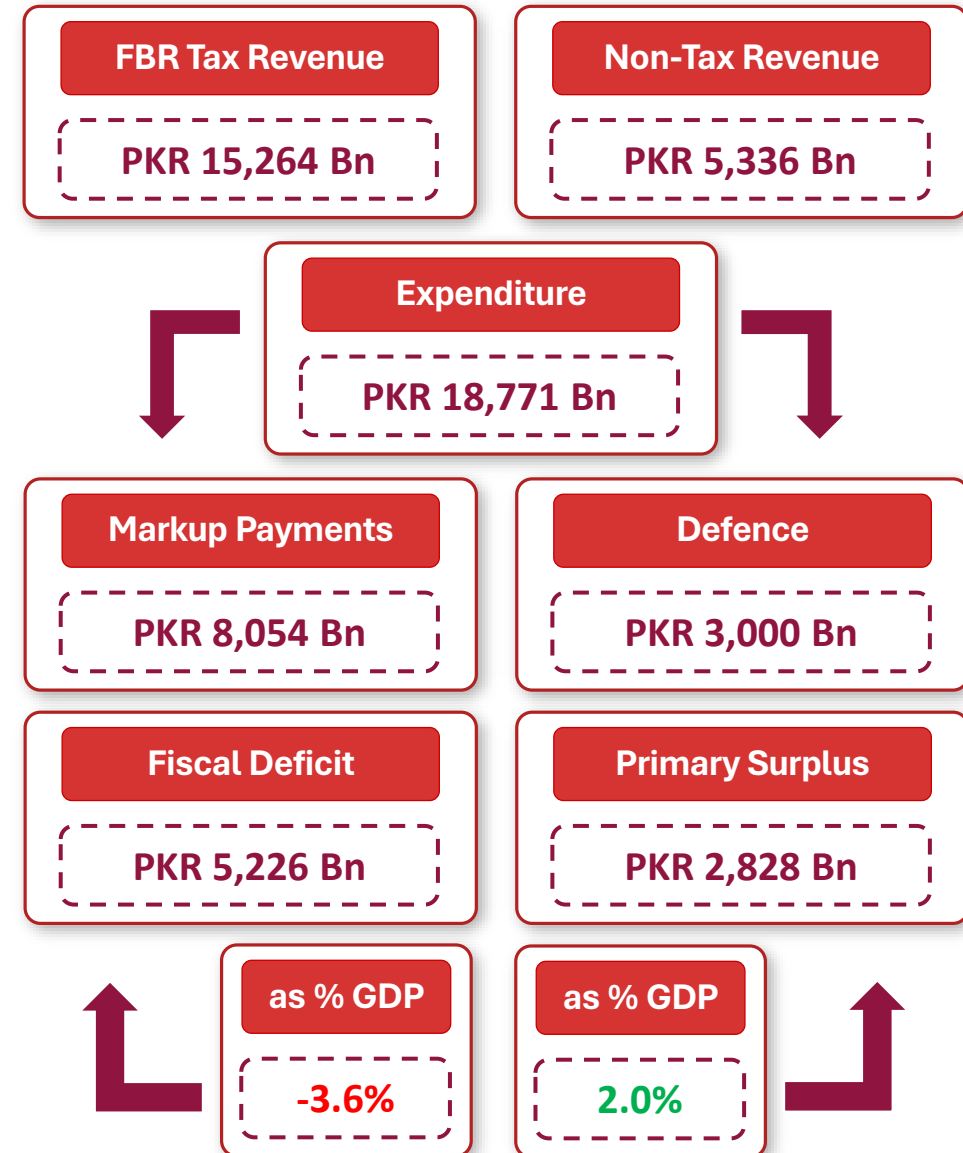 FBR Tax Revenue
PKR 15,264 Bn
Non-Tax Revenue
PKR 5,336 Bn
Expenditure
PKR 18,771 Bn
Markup Payments
PKR 8,054 Bn
Defence
PKR 3,000 Bn
Fiscal Deficit
PKR 5,226 Bn
Primary Surplus
PKR 2,828 Bn
as % GDP
-3.6%
as % GDP
2.0%